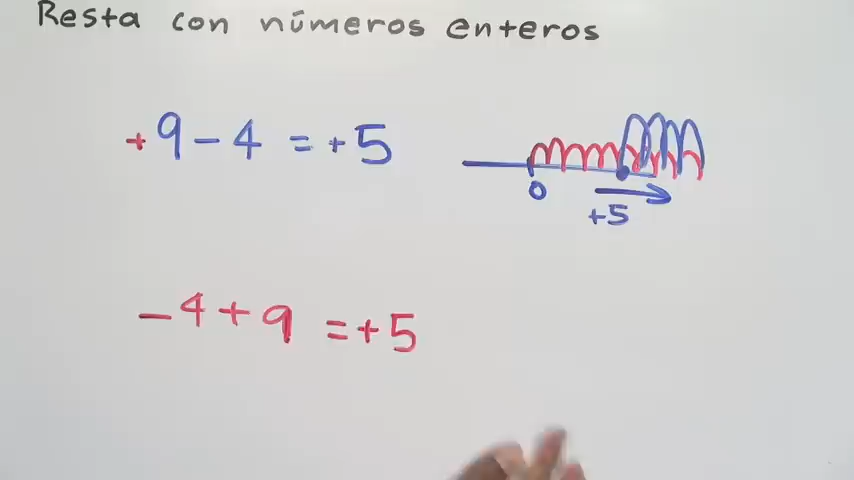 Resta con números enteros
+9-4 = +5
0
+5
-4+9 = +5